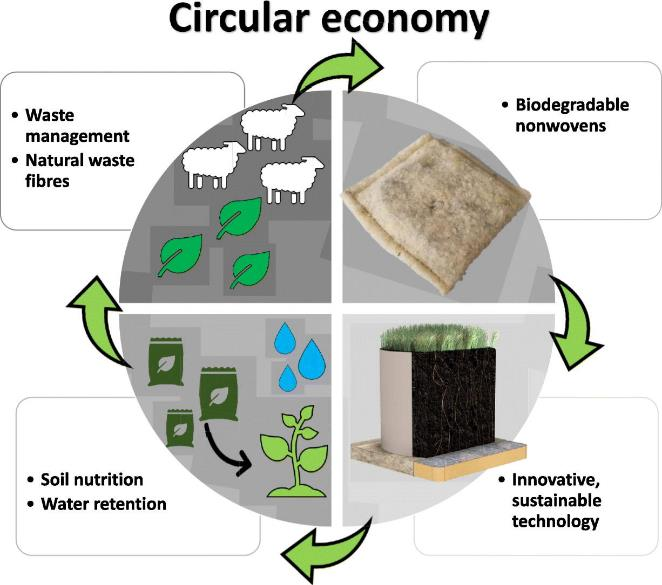 Circular economy
• Waste
management
• Natural waste
fibres
• Biodegradable
nonwovens
• Soil nutrition
• Water retention
• Innovative,
sustainable
technology